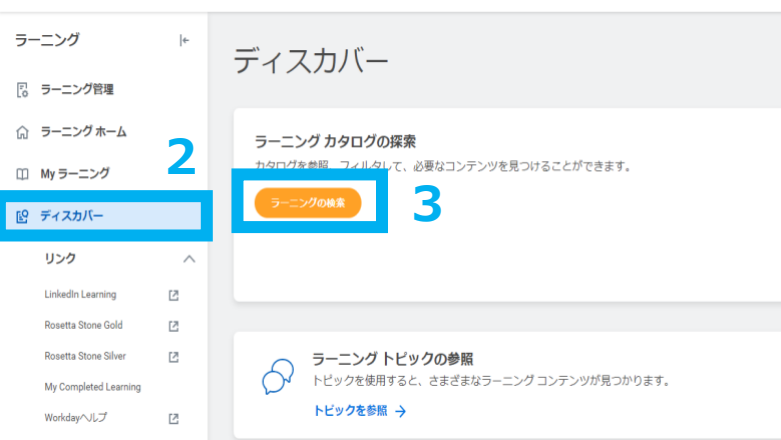 ラーニング
ラーニング管理
ラーニング ホーム
My ラーニング
2
ディスカバー
リンク
LinkedIn Learning
Rosetta Stone Gold
Rosetta Stone Silver
My Completed Learning
Workdayヘルプ
ディスカバー
ラーニング カタログの探索
カタログを参照、フィルタして、必要なコンテンツを見つけることができます。
ラーニングの検索
3
ラーニング トピックの参照
トピックを使用すると、さまざまなラーニング コンテンツが見つかります。
トピックを参照 →